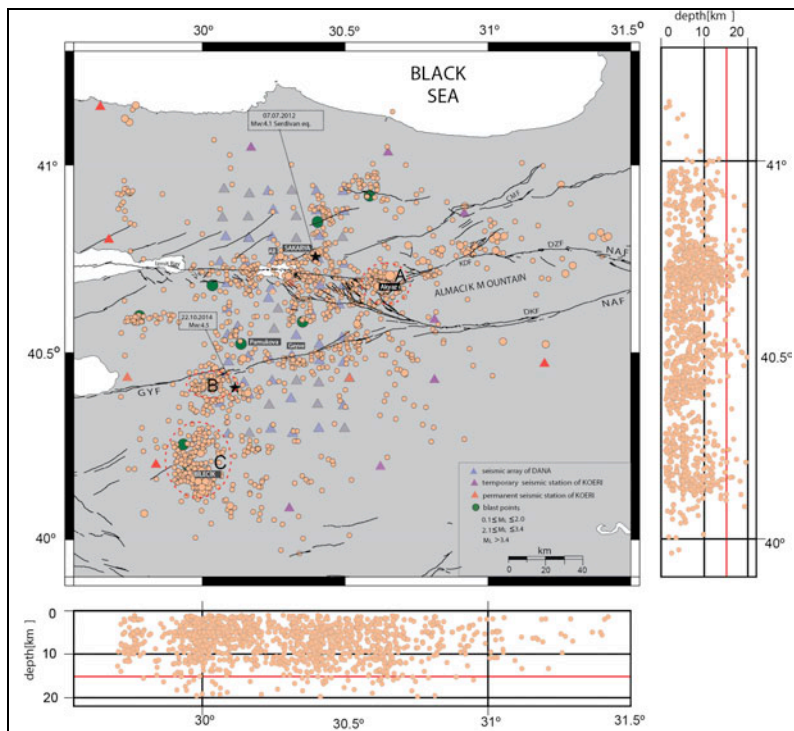 depth[km]
0 10 20
30° 30.5° 31° 31.5°
BLACK
SEA
07.07.2012
Mw:4.1 Serdivan eq.
41°
41°
CMF
SAKARYA
DZF
NAF
Izmit Bay
A
KDF
Akyazı
ALMACIK MOUNTAIN
NAF
DKF
22.10.2014
Mw:4.5
Pamukova
Geyve
40.5°
40.5°
GYF
B
C
BILECIK
seismic array of DANA
temporary seismic station of KOERI
permanent seismic station of KOERI
blast points
0.1≤ML≤2.0
2.1≤ML≤3.4
ML >3.4
km
0 20 40
40°
40°
depth[km]
0
10
20
30° 30.5° 31° 31.5°